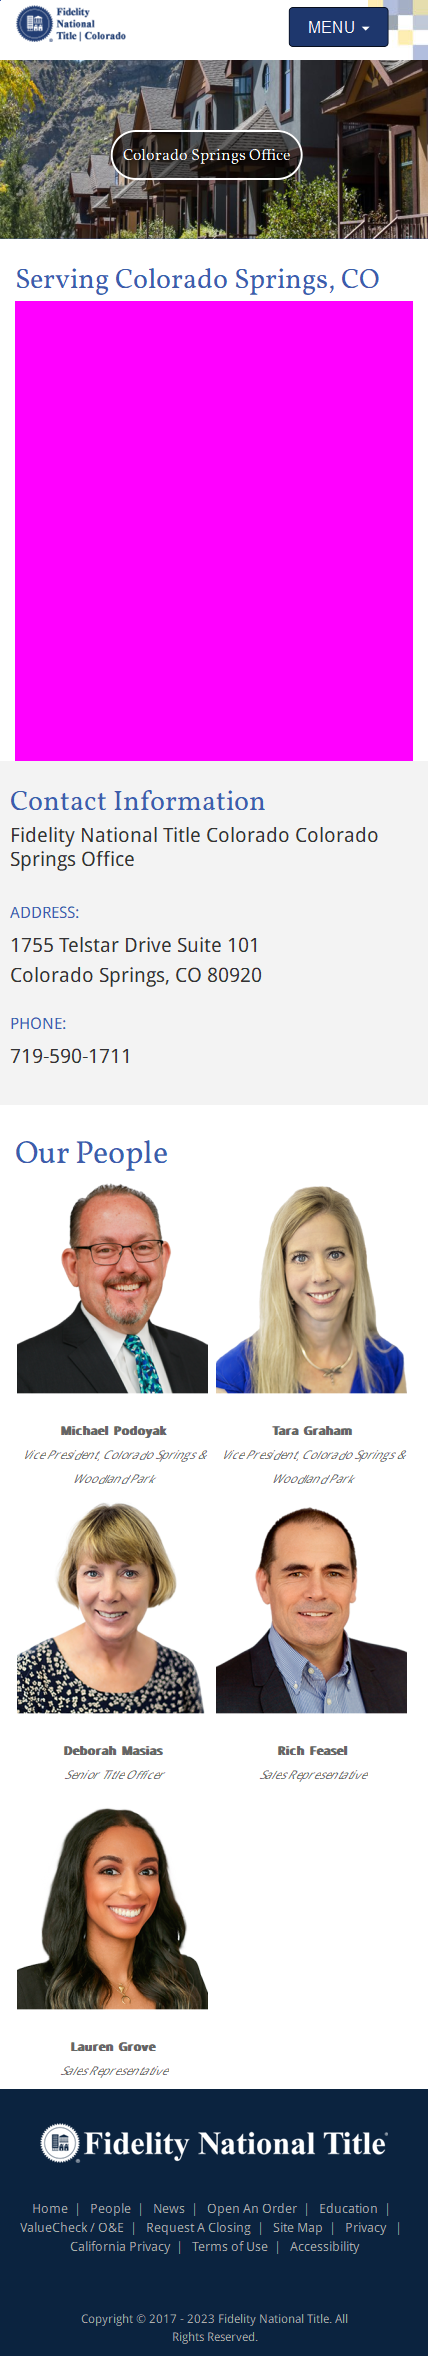 Fidelity
National
Title | Colorado
MENU
Colorado Springs Office
Serving Colorado Springs, CO
Contact Information
Fidelity National Title Colorado Colorado
Springs Office
ADDRESS:
1755 Telstar Drive Suite 101
Colorado Springs, CO 80920
PHONE:
719-590-1711
Our People
Michael Podoyak
Vice President, Colorado Springs &
Woodland Park
Tara Graham
Vice President, Colorado Springs &
Woodland Park
Deborah Masias
Senior Title Officer
Rich Feasel
Sales Representative
Lauren Grove
Sales Representative
Fidelity National Title
Home | People | News | Open An Order | Education |
ValueCheck / O&E | Request A Closing | Site Map | Privacy |
California Privacy | Terms of Use | Accessibility
Copyright © 2017 - 2023 Fidelity National Title. All
Rights Reserved.